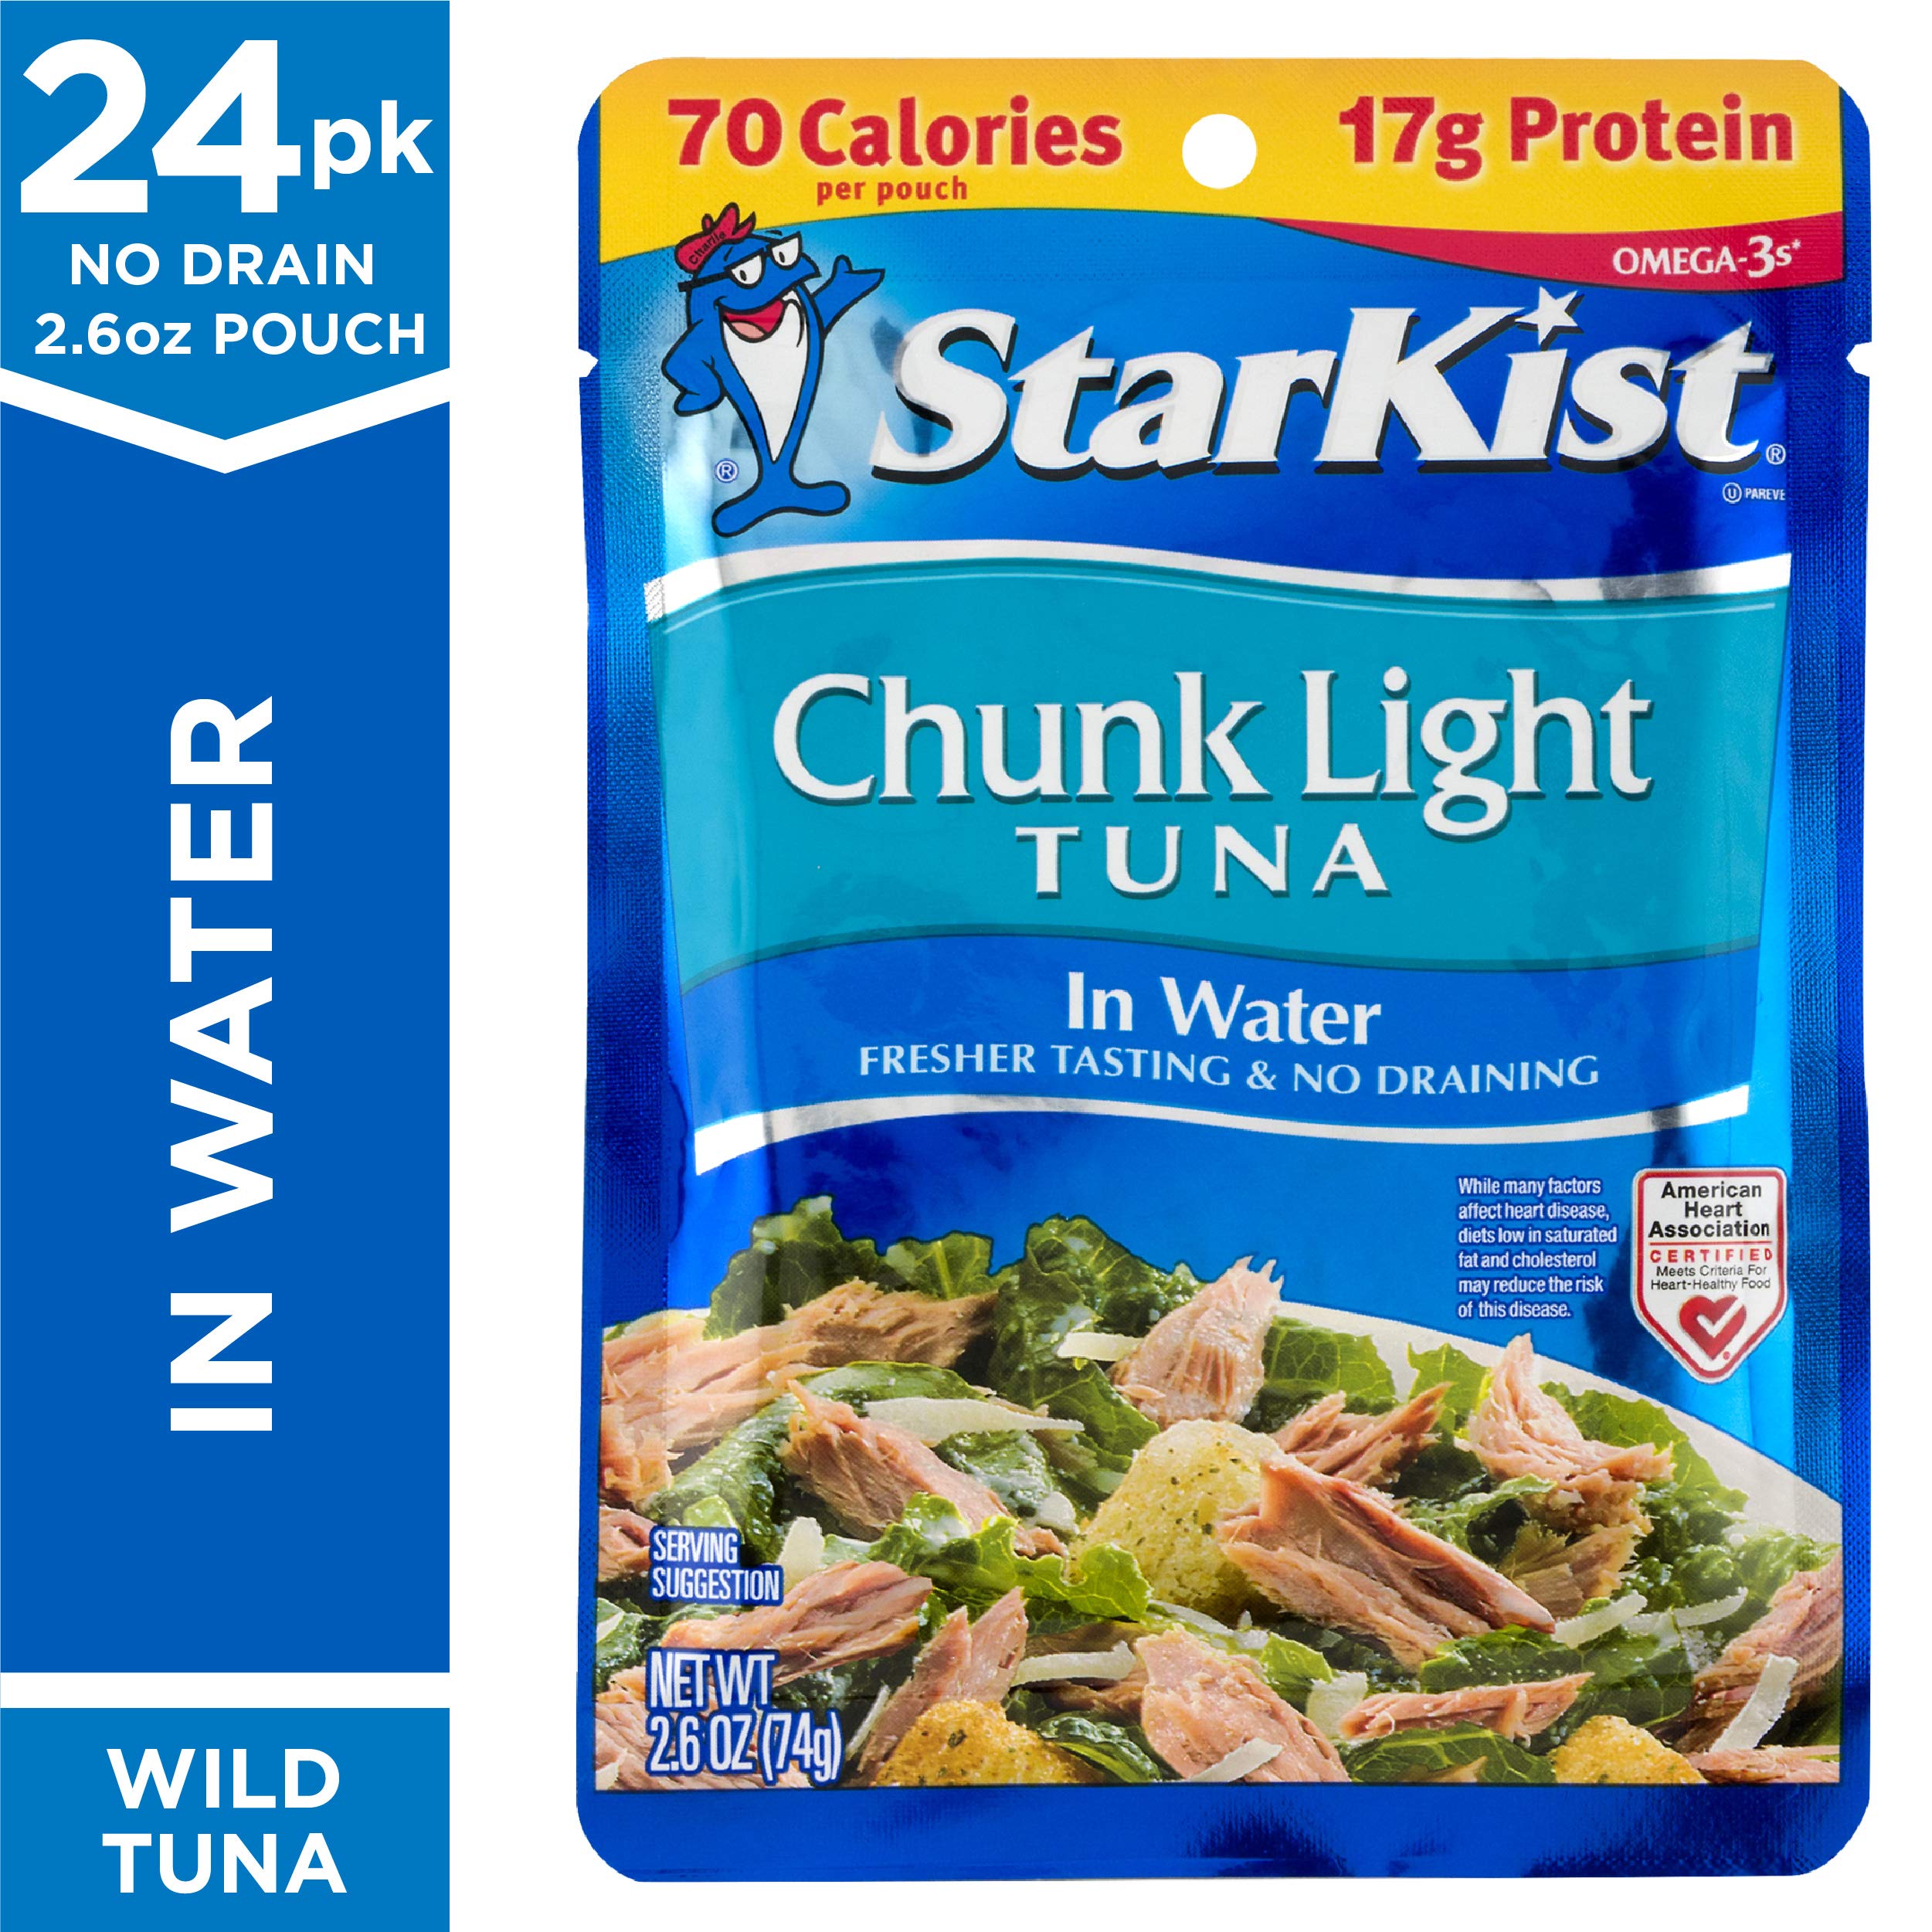 24pk
NO DRAIN
2.6oz POUCH
IN WATER
WILD
TUNA
70 Calories
per pouch
17g Protein
OMEGA-3s*
Charlie
®
StarKist®
Ⓤ PAREVE
Chunk Light
TUNA
In Water
FRESHER TASTING & NO DRAINING
While many factors
affect heart disease,
diets low in saturated
fat and cholesterol
may reduce the risk
of this disease.
American
Heart
Association
CERTIFIED
Meets Criteria For
Heart-Healthy Food
SERVING
SUGGESTION
NET WT
2.6 OZ (74g)